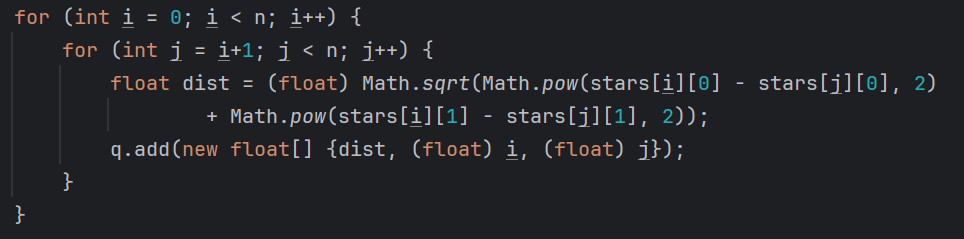 for (int i = 0; i < n; i++) {
    for (int j = i+1; j < n; j++) {
        float dist = (float) Math.sqrt(Math.pow(stars[i][0] - stars[j][0], 2)
                + Math.pow(stars[i][1] - stars[j][1], 2));
        q.add(new float[] {dist, (float) i, (float) j});
    }
}